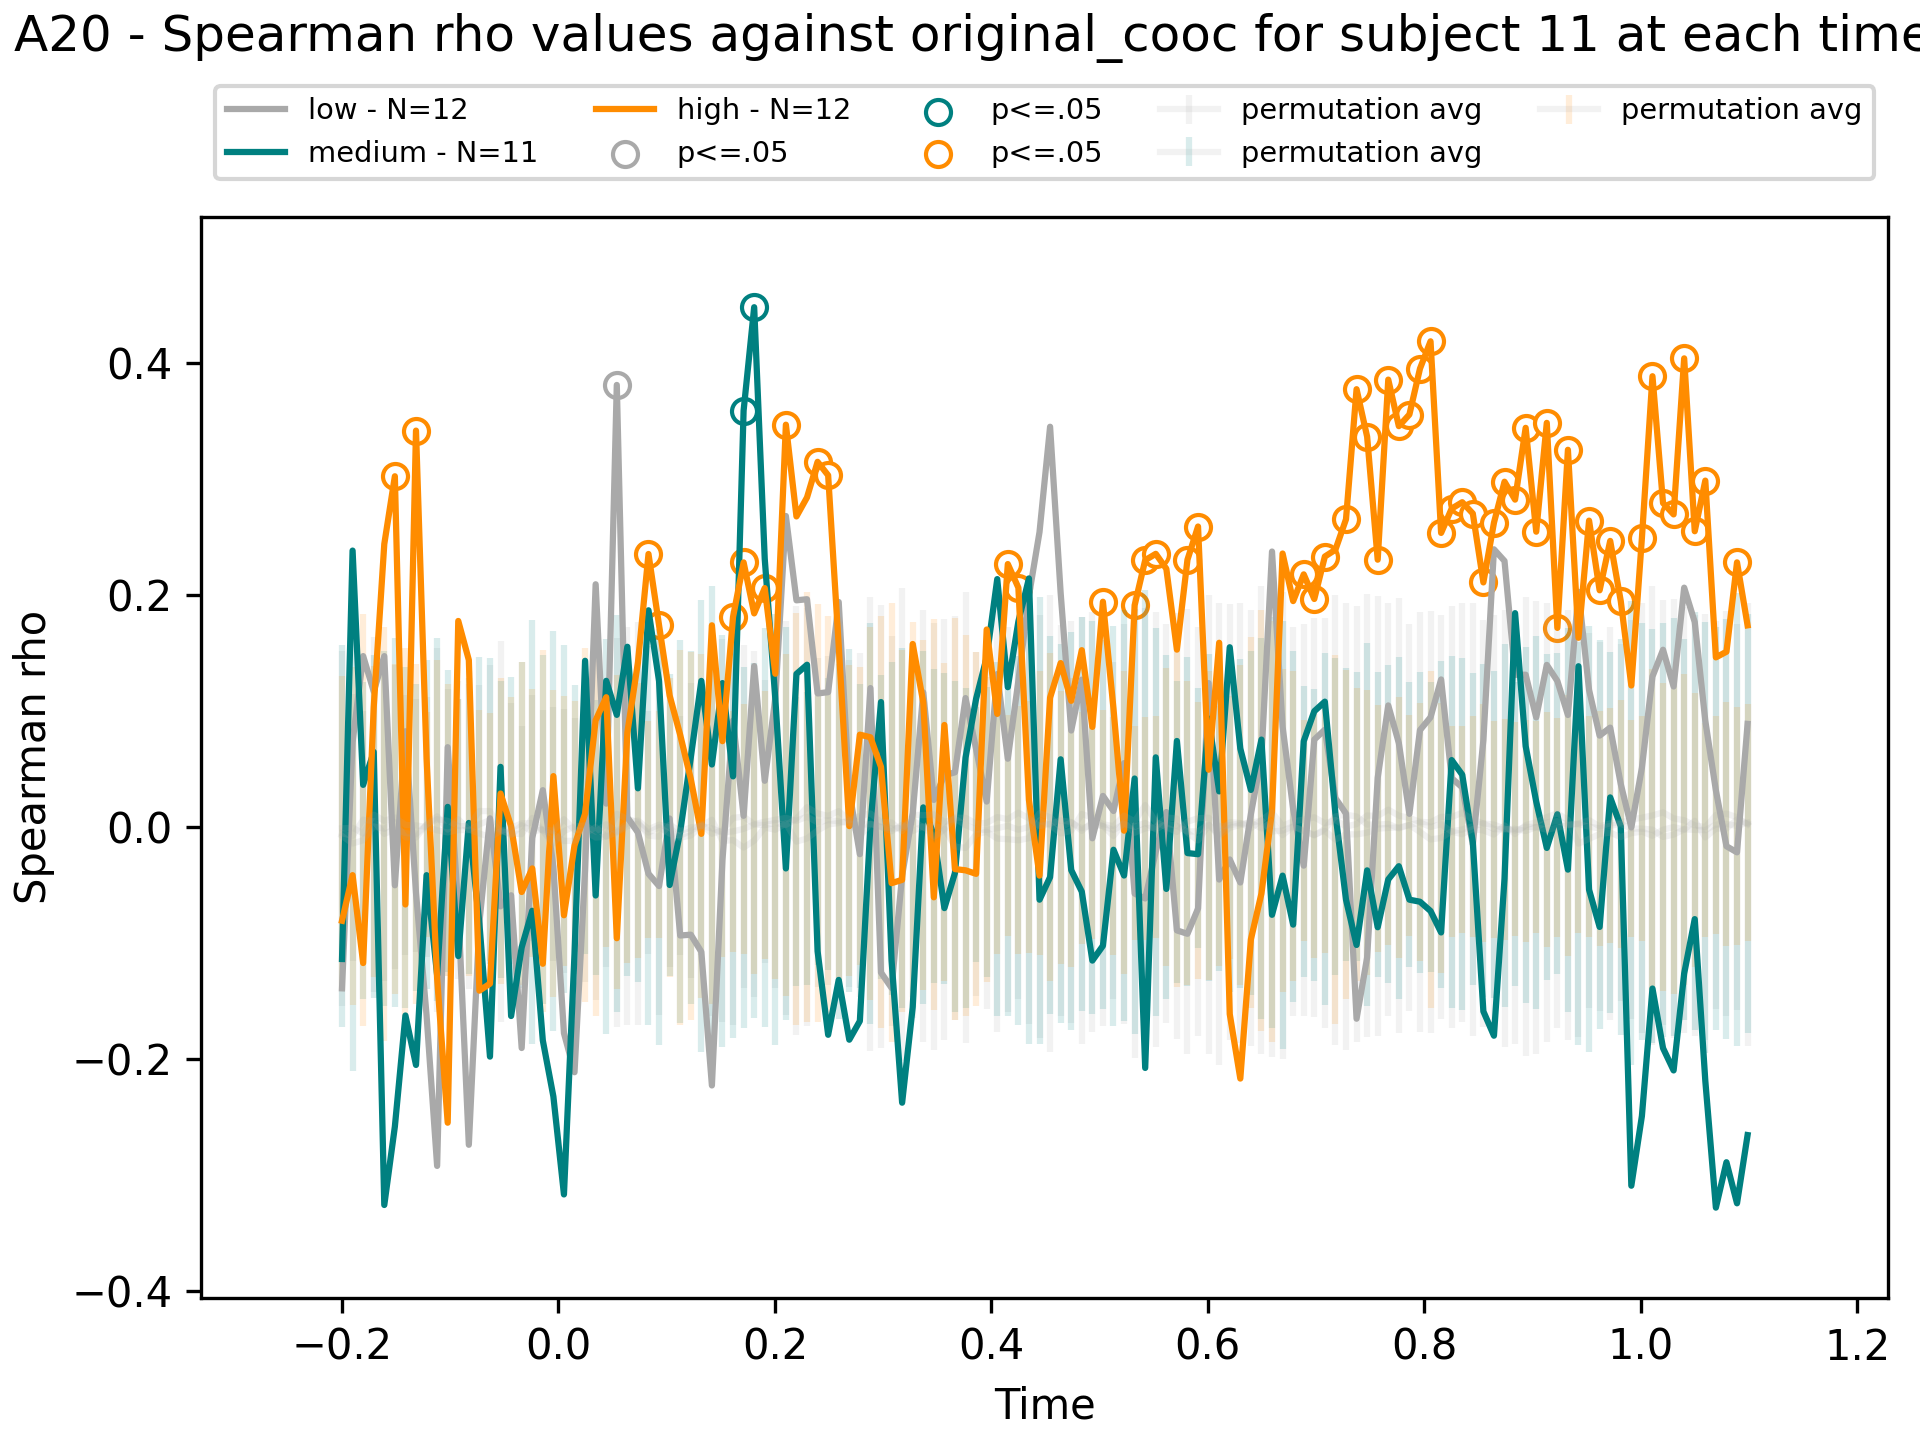 A20 - Spearman rho values against original_cooc for subject 11 at each time
low - N=12
medium - N=11
high - N=12
p<=.05
p<=.05
p<=.05
permutation avg
permutation avg
permutation avg
Spearman rho
0.4
0.2
0.0
−0.2
−0.4
−0.2
0.0
0.2
0.4
0.6
0.8
1.0
1.2
Time